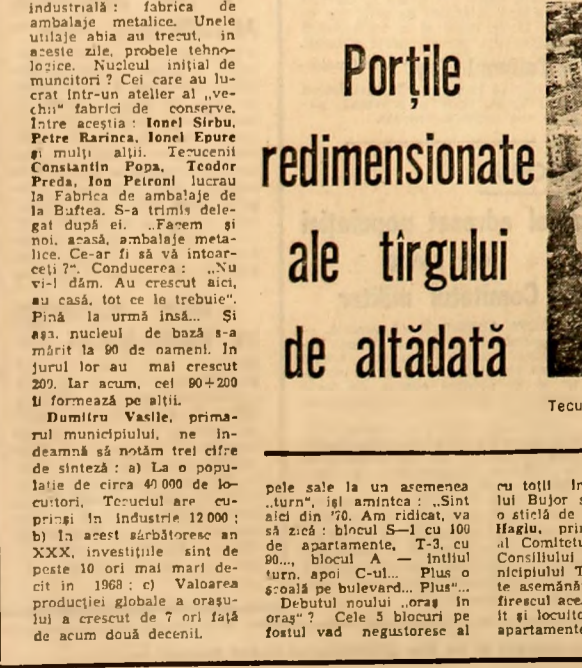 industrială : fabrica de
ambalaje metalice. Unele
utilaje abia au trecut, in
aceste zile, probele tehno-
logice. Nucleul inițial de
muncitori ? Cei care au lu-
crat într-un atelier al „ve-
chii" fabrici de conserve.
Între aceștia : Ionel Sîrbu,
Petre Rarinca, Ionel Epure
și mulți alții. Tecucenii
Constantin Popa, Teodor
Preda, Ion Petroni lucrau
la Fabrica de ambalaje de
la Buftea. S-a trimis dele-
gat după ei. „Facem și
noi, acasă, ambalaje meta-
lice. Ce-ar fi să vă întoar-
ceți ?". Conducerea : „Nu
vi-i dăm. Au crescut aici,
au casă, tot ce le trebuie".
Pînă la urmă însă... Și
așa, nucleul de bază s-a
mărit la 90 de oameni. În
jurul lor au mai crescut
200. Iar acum, cei 90+200
îi formează pe alții.
Dumitru Vasile, prima-
rul municipiului, ne în-
deamnă să notăm trei cifre
de sinteză : a) La o popu-
lație de circa 40 000 de lo-
cuitori, Tecuciul are cu-
prinși în industrie 12 000 ;
b) În acest sărbătoresc an
XXX, investițiile sînt de
peste 10 ori mai mari de-
cît in 1968 ; c) Valoarea
producției globale a orașu-
lui a crescut de 7 ori față
de acum două decenii.
Porțile
redimensionate
ale tîrgului
de altădată
Tecu
pele sale la un asemenea
„turn", își amintea : „Sînt
aici din '70. Am ridicat, va
să zică : blocul S—1 cu 100
de apartamente, T-3, cu
90..., blocul A — întîiul
turn, apoi C-ul... Plus o
școală pe bulevard... Plus"...
Debutul noului „oraș în
oraș" ? Cele 5 blocuri pe
fostul vad negustoresc al
cu toții în
lui Bujor s
o sticlă de
Hagiu, prim
al Comitetu
Consiliului
nicipiului T
te asemănă
firescul ace
it și locuito
apartamente